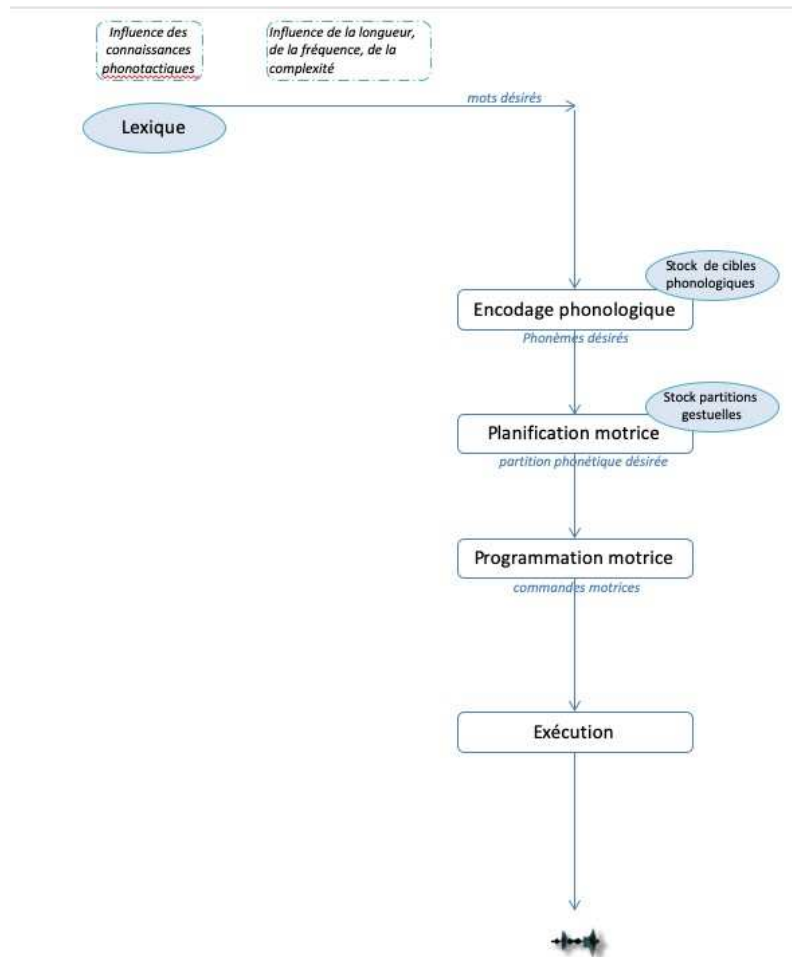 Influence des
connaissances
phonotactiques
Influence de la longueur,
de la fréquence, de la
complexité
mots désirés
Lexique
Stock de cibles
phonologiques
Encodage phonologique
Phonèmes désirés
Stock partitions
gestuelles
Planification motrice
partition phonétique désirée
Programmation motrice
commandes motrices
Exécution